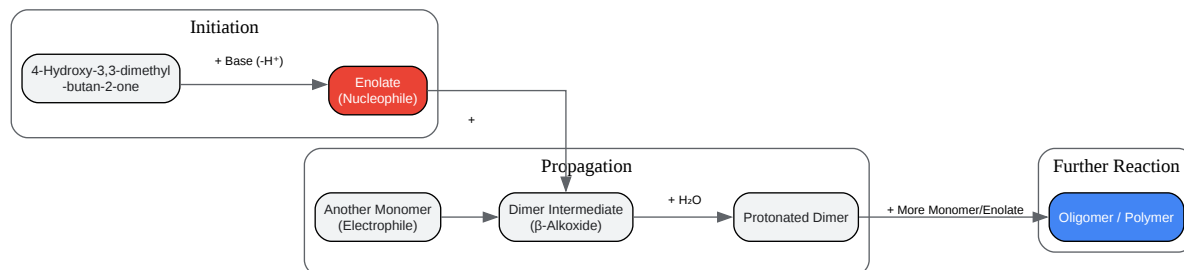 Initiation
4-Hydroxy-3,3-dimethyl
-butan-2-one
+ Base (-H⁺)
Enolate
(Nucleophile)
+
Propagation
Another Monomer
(Electrophile)
Dimer Intermediate
(β-Alkoxide)
+ H₂O
Protonated Dimer
+ More Monomer/Enolate
Further Reaction
Oligomer / Polymer